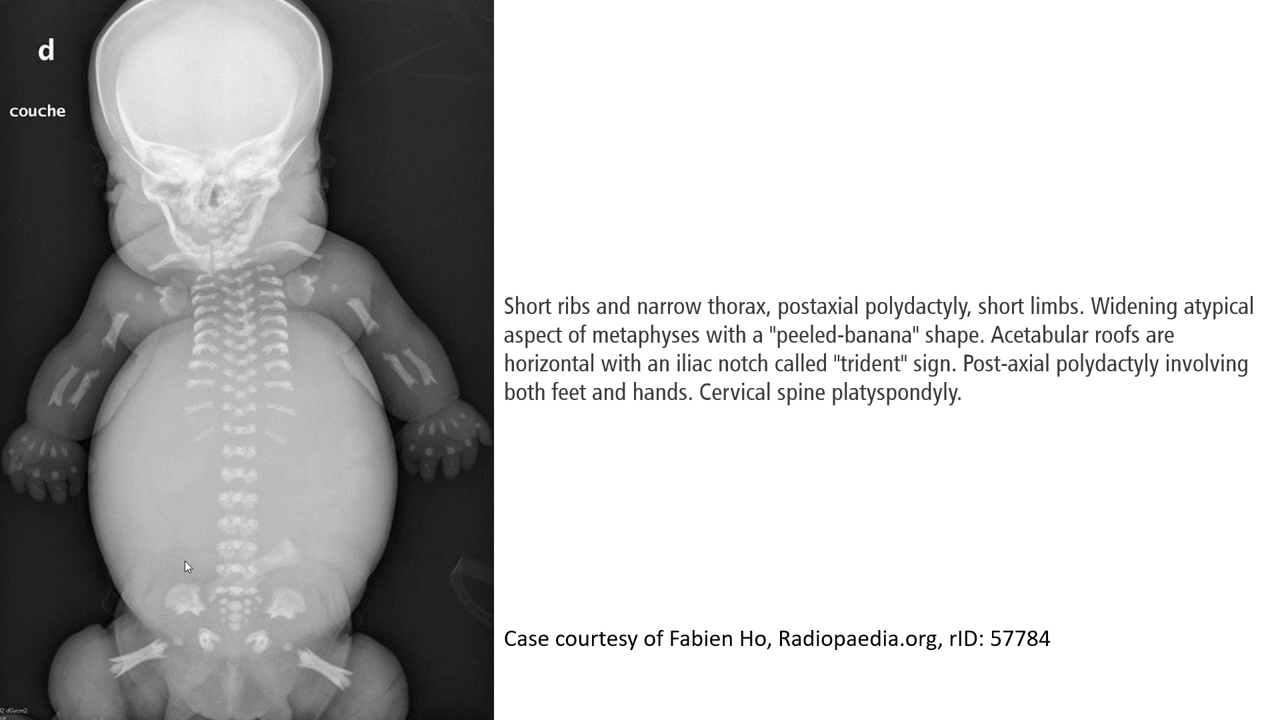 d
couche
Short ribs and narrow thorax, postaxial polydactyly, short limbs. Widening atypical
aspect of metaphyses with a "peeled-banana" shape. Acetabular roofs are
horizontal with an iliac notch called "trident" sign. Post-axial polydactyly involving
both feet and hands. Cervical spine platyspondyly.
Case courtesy of Fabien Ho, Radiopaedia.org, rID: 57784